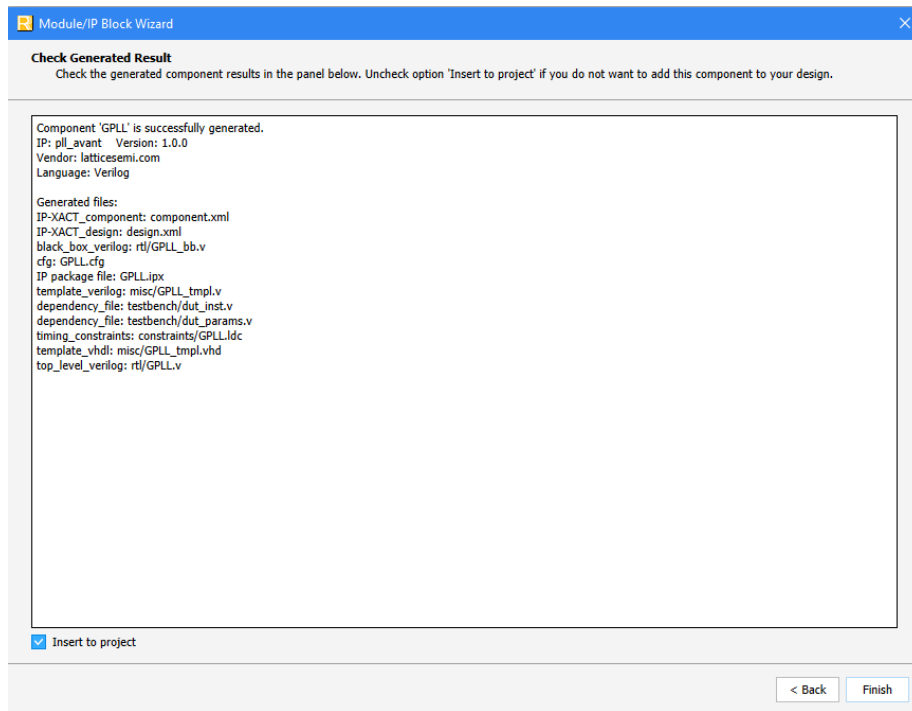 Module/IP Block Wizard
Check Generated Result
Check the generated component results in the panel below. Uncheck option 'Insert to project' if you do not want to add this component to your design.
Component 'GPLL' is successfully generated.
IP: pll_avant Version: 1.0.0
Vendor: latticesemi.com
Language: Verilog
Generated files:
IP-XACT_component: component.xml
IP-XACT_design: design.xml
black_box_verilog: rtl/GPLL_bb.v
cfg: GPLL.cfg
IP package file: GPLL.ipx
template_verilog: misc/GPLL_tmpl.v
dependency_file: testbench/dut_inst.v
dependency_file: testbench/dut_params.v
timing_constraints: constraints/GPLL.ldc
template_vhdl: misc/GPLL_tmpl.vhd
top_level_verilog: rtl/GPLL.v
Insert to project
< Back Finish